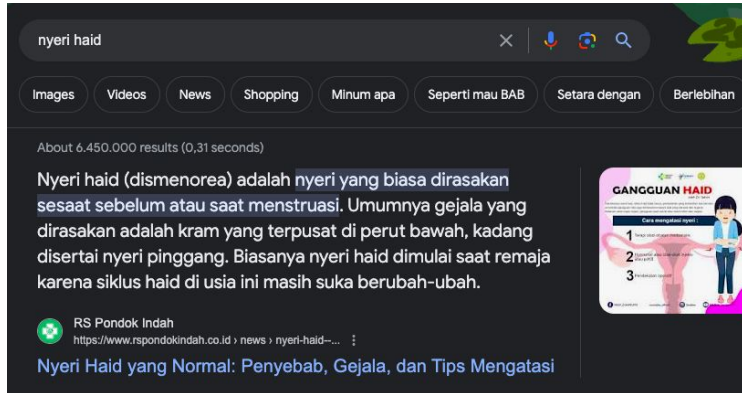 nyeri haid
Images
Videos
News
Shopping
Minum apa
Seperti mau BAB
Setara dengan
Berlebihan
About 6.450.000 results (0,31 seconds)
Nyeri haid (dismenorea) adalah nyeri yang biasa dirasakan
sesaat sebelum atau saat menstruasi. Umumnya gejala yang
dirasakan adalah kram yang terpusat di perut bawah, kadang
disertai nyeri pinggang. Biasanya nyeri haid dimulai saat remaja
karena siklus haid di usia ini masih suka berubah-ubah.
RS Pondok Indah
https://www.rspondokindah.co.id › news › nyeri-haid--...
Nyeri Haid yang Normal: Penyebab, Gejala, dan Tips Mengatasi
GANGGUAN HAID
Cara mengatasi nyeri :
1
2
3